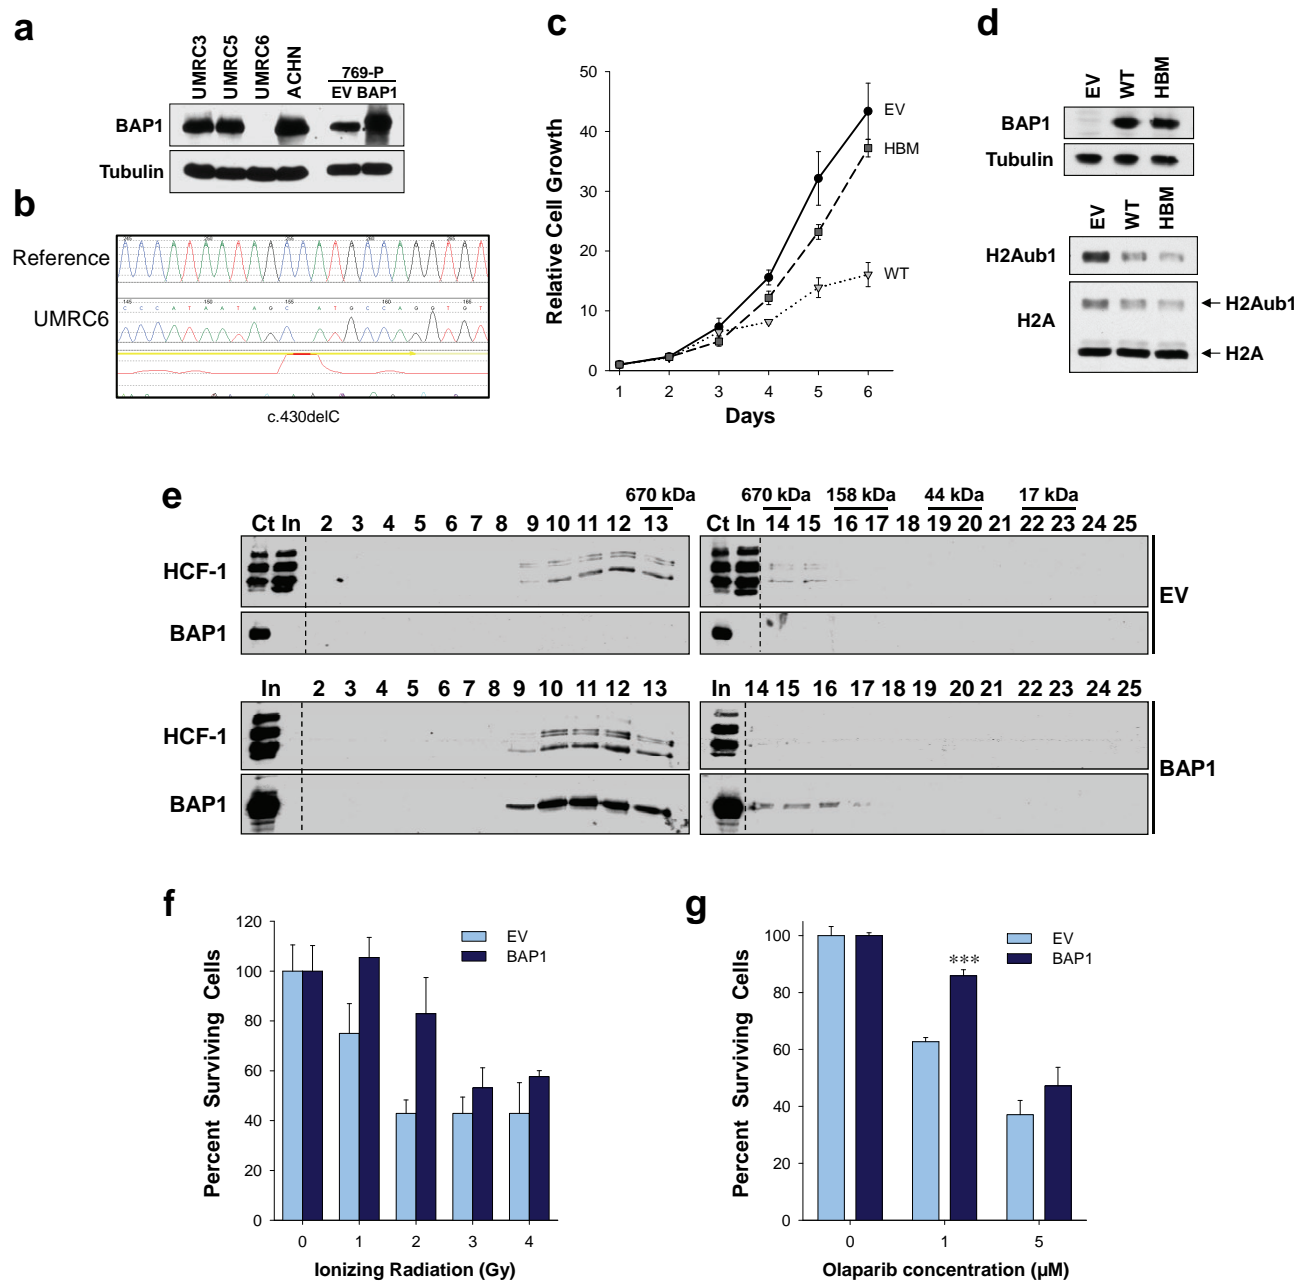 a
UMRC3 UMRC5 UMRC6 ACHN
769-P
EV BAP1
BAP1
Tubulin
b
Reference
UMRC6
C C C A T A A T A G C A T G C C A G G T G T
145 150 155 160 165
c.430delC
c
Relative Cell Growth
50
40
30
20
10
0
EV
HBM
WT
1 2 3 4 5 6
Days
d
EV WT HBM
BAP1
Tubulin
EV WT HBM
H2Aub1
H2A
H2Aub1
H2A
e
670 kDa 670 kDa 158 kDa 44 kDa 17 kDa
Ct In 2 3 4 5 6 7 8 9 10 11 12 13 Ct In 14 15 16 17 18 19 20 21 22 23 24 25
HCF-1
BAP1
EV
In 2 3 4 5 6 7 8 9 10 11 12 13 In 14 15 16 17 18 19 20 21 22 23 24 25
HCF-1
BAP1
BAP1
f
Percent Surviving Cells
120
100
80
60
40
20
0
EV
BAP1
0 1 2 3 4
Ionizing Radiation (Gy)
g
Percent Surviving Cells
100
80
60
40
20
0
EV
BAP1
***
0 1 5
Olaparib concentration (µM)